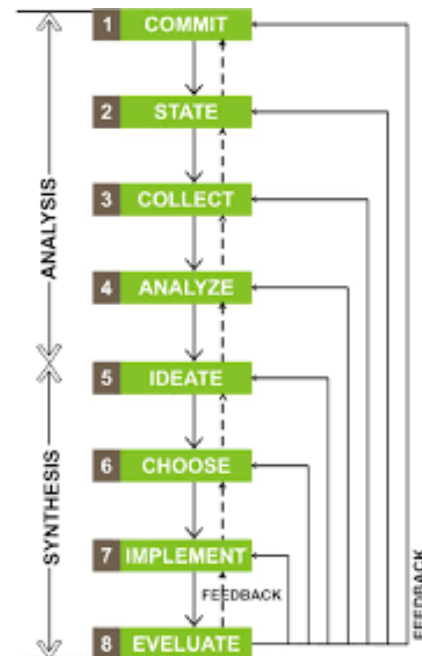 1 COMMIT
2 STATE
3 COLLECT
ANALYSIS
4 ANALYZE
5 IDEATE
6 CHOOSE
SYNTHESIS
7 IMPLEMENT
FEEDBACK
8 EVELUATE
FEEDBACK